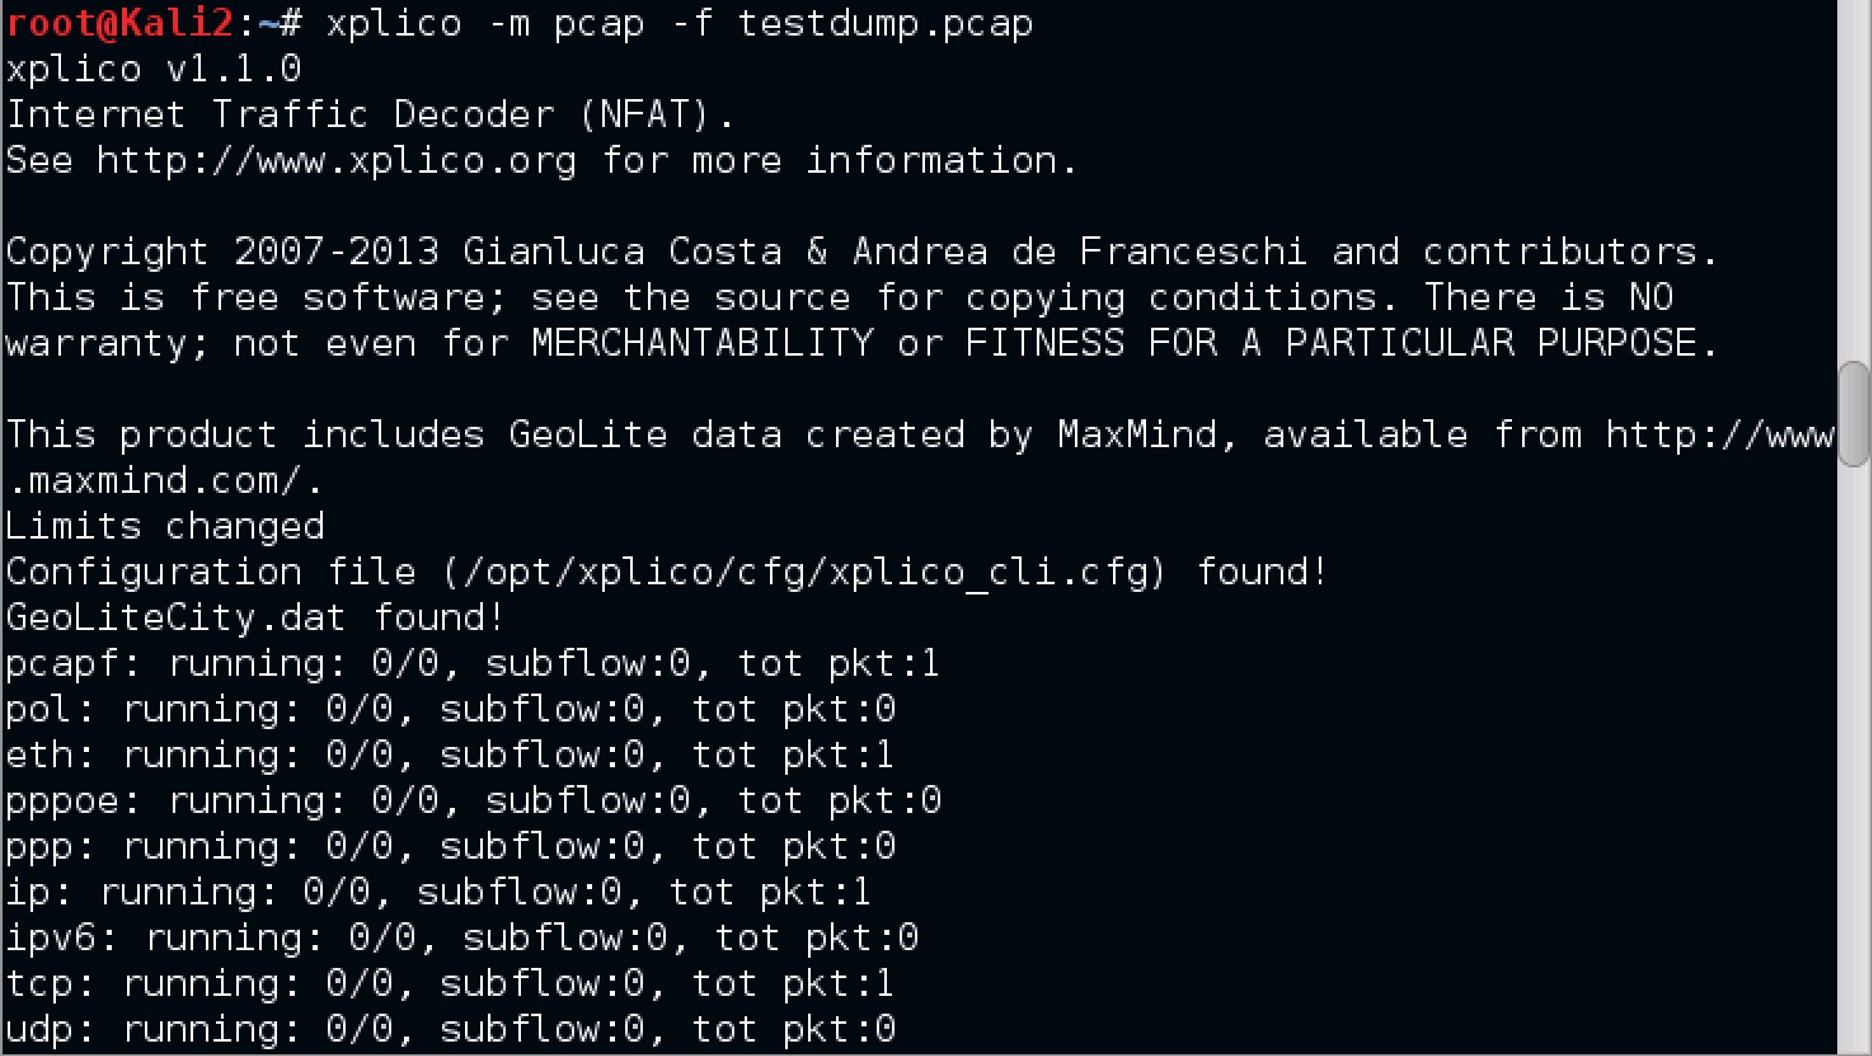 root@Kali2:~# xplico -m pcap -f testdump.pcap
xplico v1.1.0
Internet Traffic Decoder (NFAT).
See http://www.xplico.org for more information.
Copyright 2007-2013 Gianluca Costa & Andrea de Franceschi and contributors.
This is free software; see the source for copying conditions. There is NO
warranty; not even for MERCHANTABILITY or FITNESS FOR A PARTICULAR PURPOSE.
This product includes GeoLite data created by MaxMind, available from http://www
.maxmind.com/.
Limits changed
Configuration file (/opt/xplico/cfg/xplico_cli.cfg) found!
GeoLiteCity.dat found!
pcapf: running: 0/0, subflow:0, tot pkt:1
pol: running: 0/0, subflow:0, tot pkt:0
eth: running: 0/0, subflow:0, tot pkt:1
pppoe: running: 0/0, subflow:0, tot pkt:0
ppp: running: 0/0, subflow:0, tot pkt:0
ip: running: 0/0, subflow:0, tot pkt:1
ipv6: running: 0/0, subflow:0, tot pkt:0
tcp: running: 0/0, subflow:0, tot pkt:1
udp: running: 0/0, subflow:0, tot pkt:0